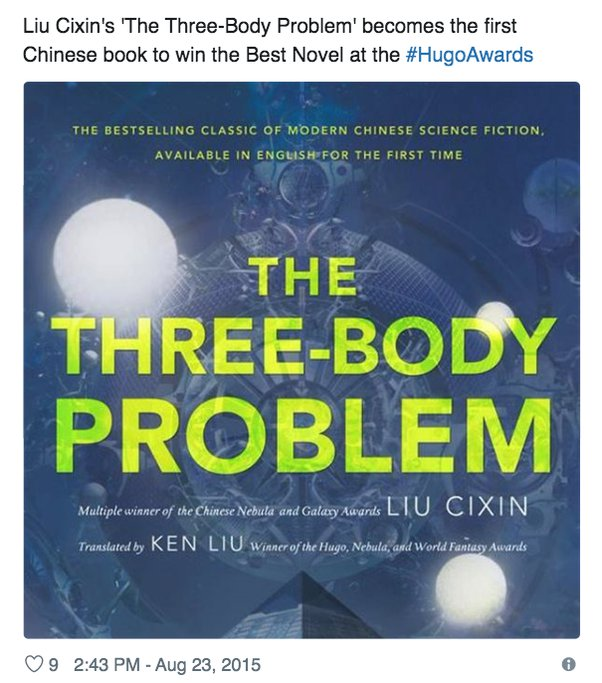 Liu Cixin's 'The Three-Body Problem' becomes the first
Chinese book to win the Best Novel at the #HugoAwards
THE BESTSELLING CLASSIC OF MODERN CHINESE SCIENCE FICTION,
AVAILABLE IN ENGLISH FOR THE FIRST TIME
THE
THREE-BODY
PROBLEM
Multiple winner of the Chinese Nebula and Galaxy Awards LIU CIXIN
Translated by KEN LIU Winner of the Hugo, Nebula, and World Fantasy Awards
9 2:43 PM - Aug 23, 2015